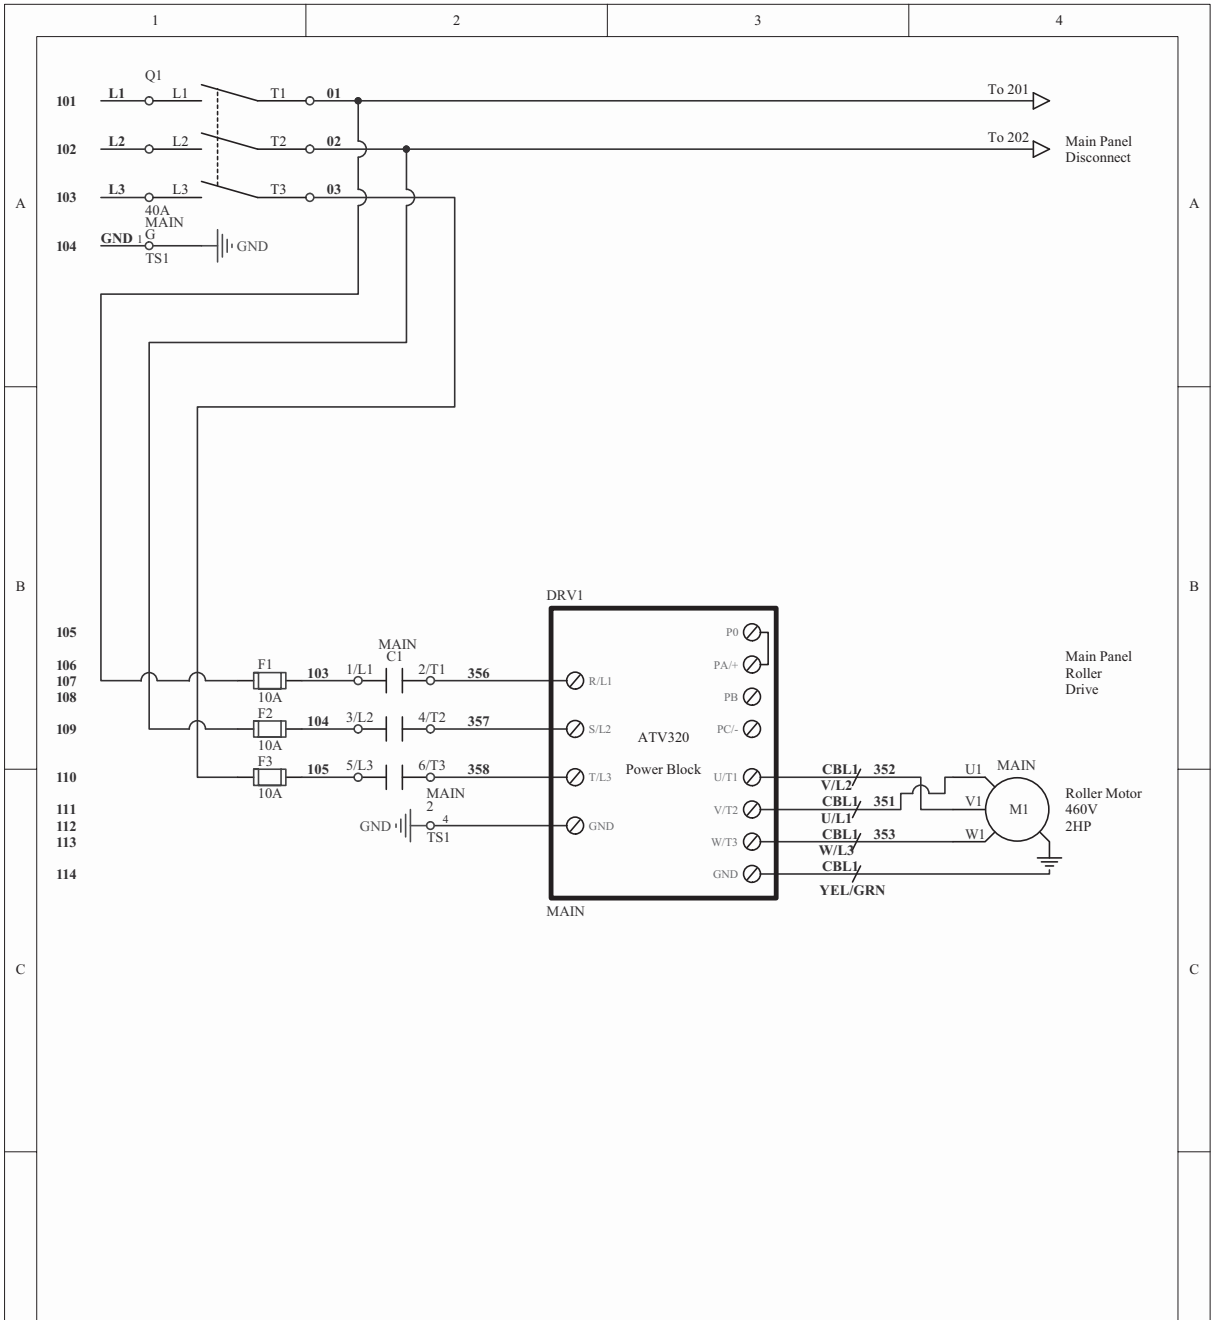 1 2 3 4
Q1
101 L1 L1 T1 01 To 201
102 L2 L2 T2 02 To 202 Main Panel
Disconnect
103 L3 L3 T3 03
A A
40A
MAIN
G
104 GND 1 GND
TS1
B B
DRV1
105 P0
MAIN
C1
106 F1 PA/+ Main Panel
107 103 1/L1 2/T1 356 R/L1 Roller
108 10A PB Drive
F2
109 104 3/L2 4/T2 357 S/L2 PC/-
10A
ATV320
F3
Power Block
110 105 5/L3 6/T3 358 T/L3 U/T1 CBL1 352 U1 MAIN
10A V/L2
MAIN
2
111 V/T2 CBL1 351 V1 M1 Roller Motor
U/L1 460V
112 GND 4 GND 2HP
TS1
113 W/T3 CBL1 353 W1
W/L3
114 GND CBL1
YEL/GRN
MAIN
C C